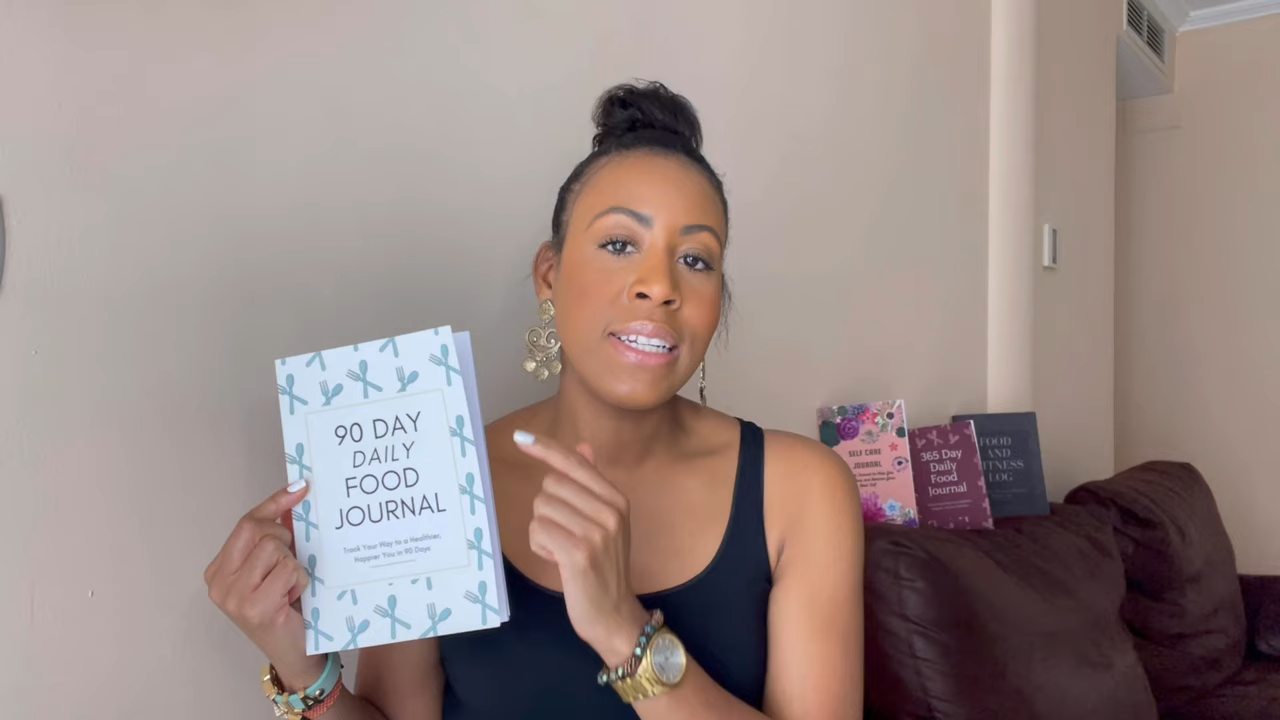 90 DAY
DAILY
FOOD
JOURNAL
Track Your Way to a Healthier,
Happier You in 90 Days
SELF CARE
JOURNAL
365 Day
Daily
Food
Journal
FOOD
AND
FITNESS
LOG